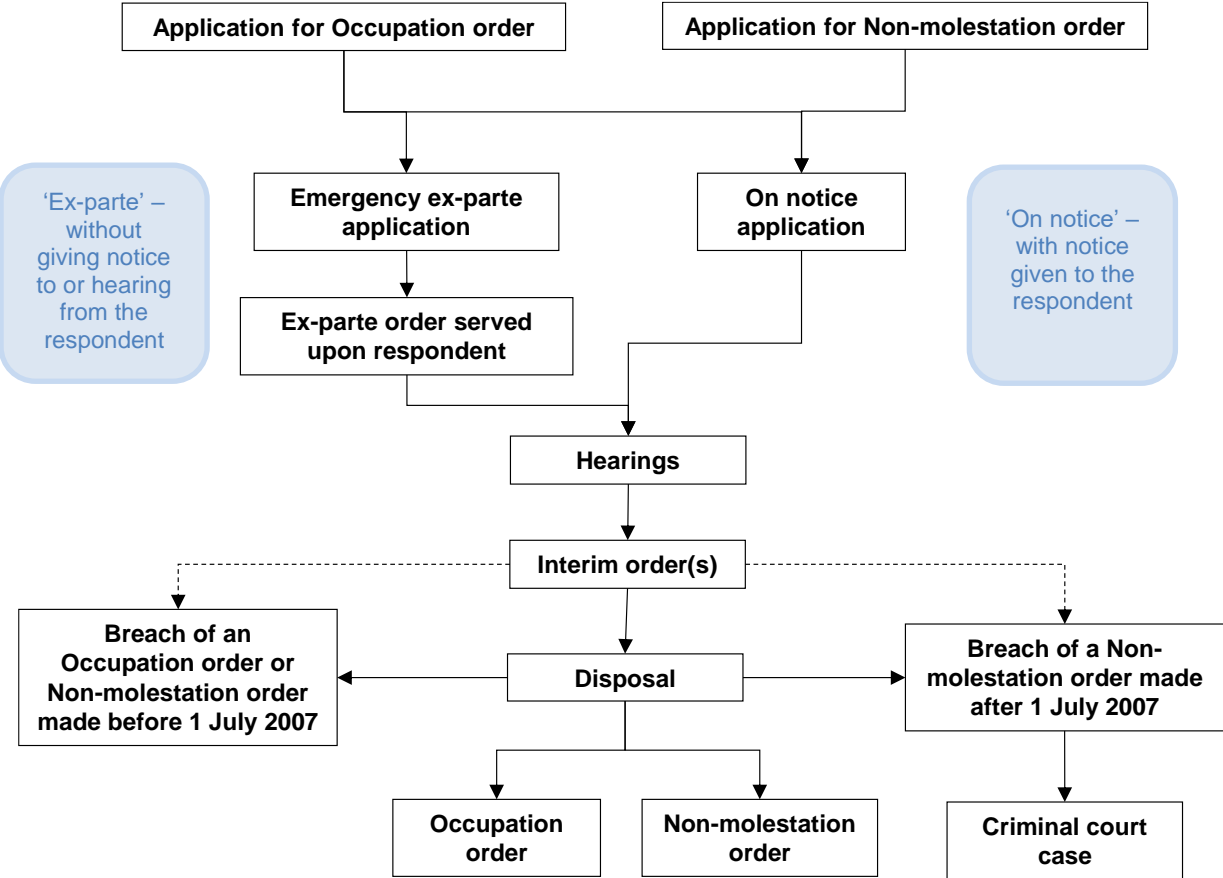 Application for Occupation order
Application for Non-molestation order
‘Ex-parte’ –
without
giving notice
to or hearing
from the
respondent
Emergency ex-parte
application
On notice
application
‘On notice’ –
with notice
given to the
respondent
Ex-parte order served
upon respondent
Hearings
Interim order(s)
Breach of an
Occupation order or
Non-molestation order
made before 1 July 2007
Disposal
Breach of a Non-
molestation order made
after 1 July 2007
Occupation
order
Non-molestation
order
Criminal court
case